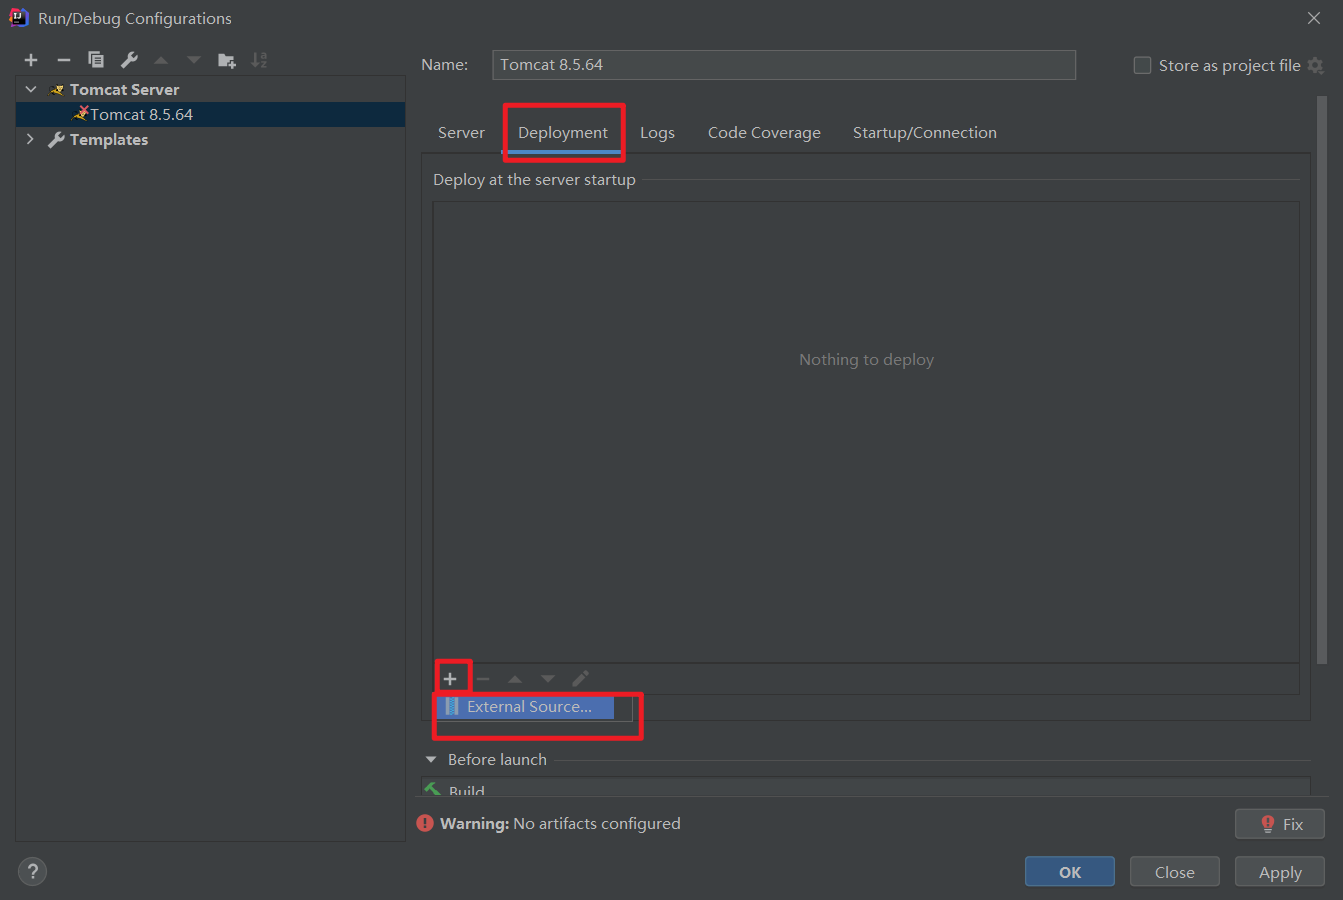 Run/Debug Configurations
Name: Tomcat 8.5.64
Store as project file
Tomcat Server
Tomcat 8.5.64
Templates
Server Deployment Logs Code Coverage Startup/Connection
Deploy at the server startup
Nothing to deploy
External Source...
Before launch
Build
Warning: No artifacts configured
Fix
?
OK Close Apply